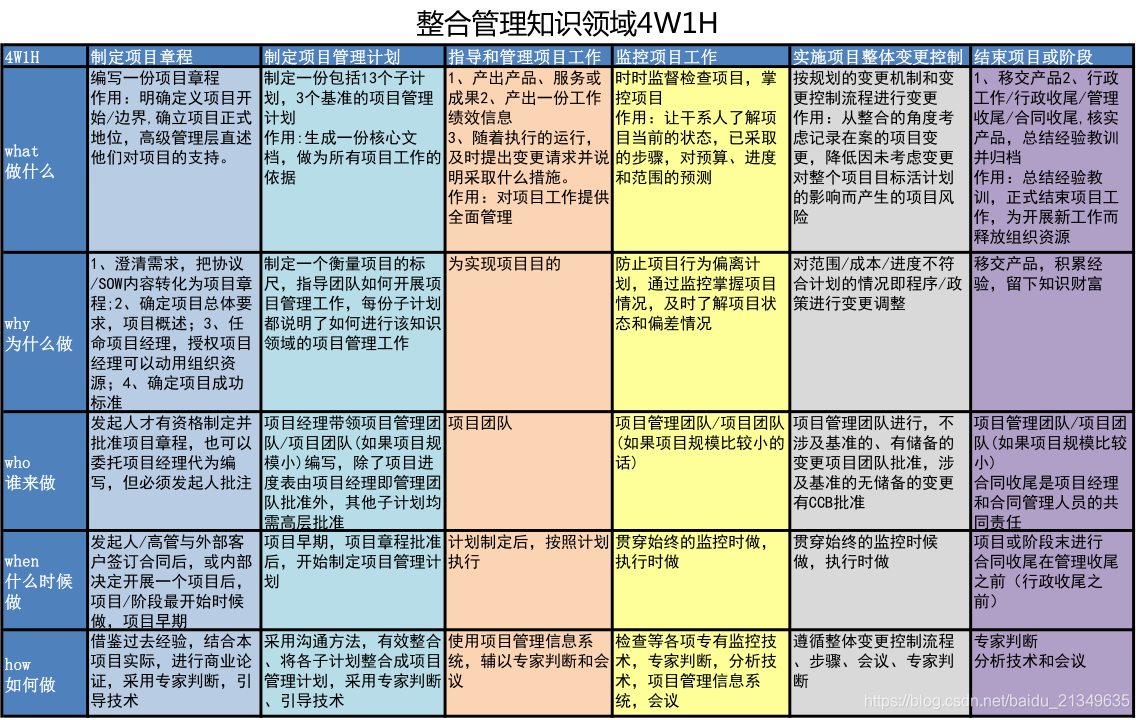 整合管理知识领域4W1H
4W1H
制定项目章程
制定项目管理计划
指导和管理项目工作
监控项目工作
实施项目整体变更控制
结束项目或阶段
what
做什么
编写一份项目章程
作用：明确定义项目开
始/边界,确立项目正式
地位，高级管理层直述
他们对项目的支持。
制定一份包括13个子计
划，3个基准的项目管理
计划
作用:生成一份核心文
档，做为所有项目工作的
依据
1、产出产品、服务或
成果2、产出一份工作
绩效信息
3、随着执行的运行，
及时提出变更请求并说
明采取什么措施。
作用：对项目工作提供
全面管理
时时监督检查项目，掌
控项目
作用：让干系人了解项
目当前的状态，已采取
的步骤，对预算、进度
和范围的预测
按规划的变更机制和变
更控制流程进行变更
作用：从整合的角度考
虑记录在案的项目变
更，降低因未考虑变更
对整个项目目标活计划
的影响而产生的项目风
险
1、移交产品2、行政
工作/行政收尾/管理
收尾/合同收尾,核实
产品，总结经验教训
并归档
作用：总结经验教
训，正式结束项目工
作，为开展新工作而
释放组织资源
why
为什么做
1、澄清需求，把协议
/SOW内容转化为项目章
程;2、确定项目总体要
求，项目概述；3、任
命项目经理，授权项目
经理可以动用组织资
源；4、确定项目成功
标准
制定一个衡量项目的标
尺，指导团队如何开展项
目管理工作，每份子计划
都说明了如何进行该知识
领域的项目管理工作
为实现项目目的
防止项目行为偏离计
划，通过监控掌握项目
情况，及时了解项目状
态和偏差情况
对范围/成本/进度不符
合计划的情况即程序/政
策进行变更调整
移交产品，积累经
验，留下知识财富
who
谁来做
发起人才有资格制定并
批准项目章程，也可以
委托项目经理代为编
写，但必须发起人批注
项目经理带领项目管理团
队/项目团队(如果项目规
模小)编写，除了项目进
度表由项目经理即管理团
队批准外，其他子计划均
需高层批准
项目团队
项目管理团队/项目团队
(如果项目规模比较小的
话)
项目管理团队进行，不
涉及基准的、有储备的
变更项目团队批准，涉
及基准的无储备的变更
有CCB批准
项目管理团队/项目团
队(如果项目规模比较
小)
合同收尾是项目经理
和合同管理人员的共
同责任
when
什么时候
做
发起人/高管与外部客
户签订合同后，或内部
决定开展一个项目后，
项目/阶段最开始时候
做，项目早期
项目早期，项目章程批准
后，开始制定项目管理计
划
计划制定后，按照计划
执行
贯穿始终的监控时做，
执行时做
贯穿始终的监控时候
做，执行时做
项目或阶段末进行
合同收尾在管理收尾
之前（行政收尾之
前）
how
如何做
借鉴过去经验，结合本
项目实际，进行商业论
证，采用专家判断，引
导技术
采用沟通方法，有效整合
、将各子计划整合成项目
管理计划，采用专家判断
、引导技术
使用项目管理信息系
统，辅以专家判断和会
议
检查等各项专有监控技
术，专家判断，分析技
术，项目管理信息系
统，会议
遵循整体变更控制流程
、步骤、会议、专家判
断
专家判断
分析技术和会议
https://blog.csdn.net/baidu_21349635